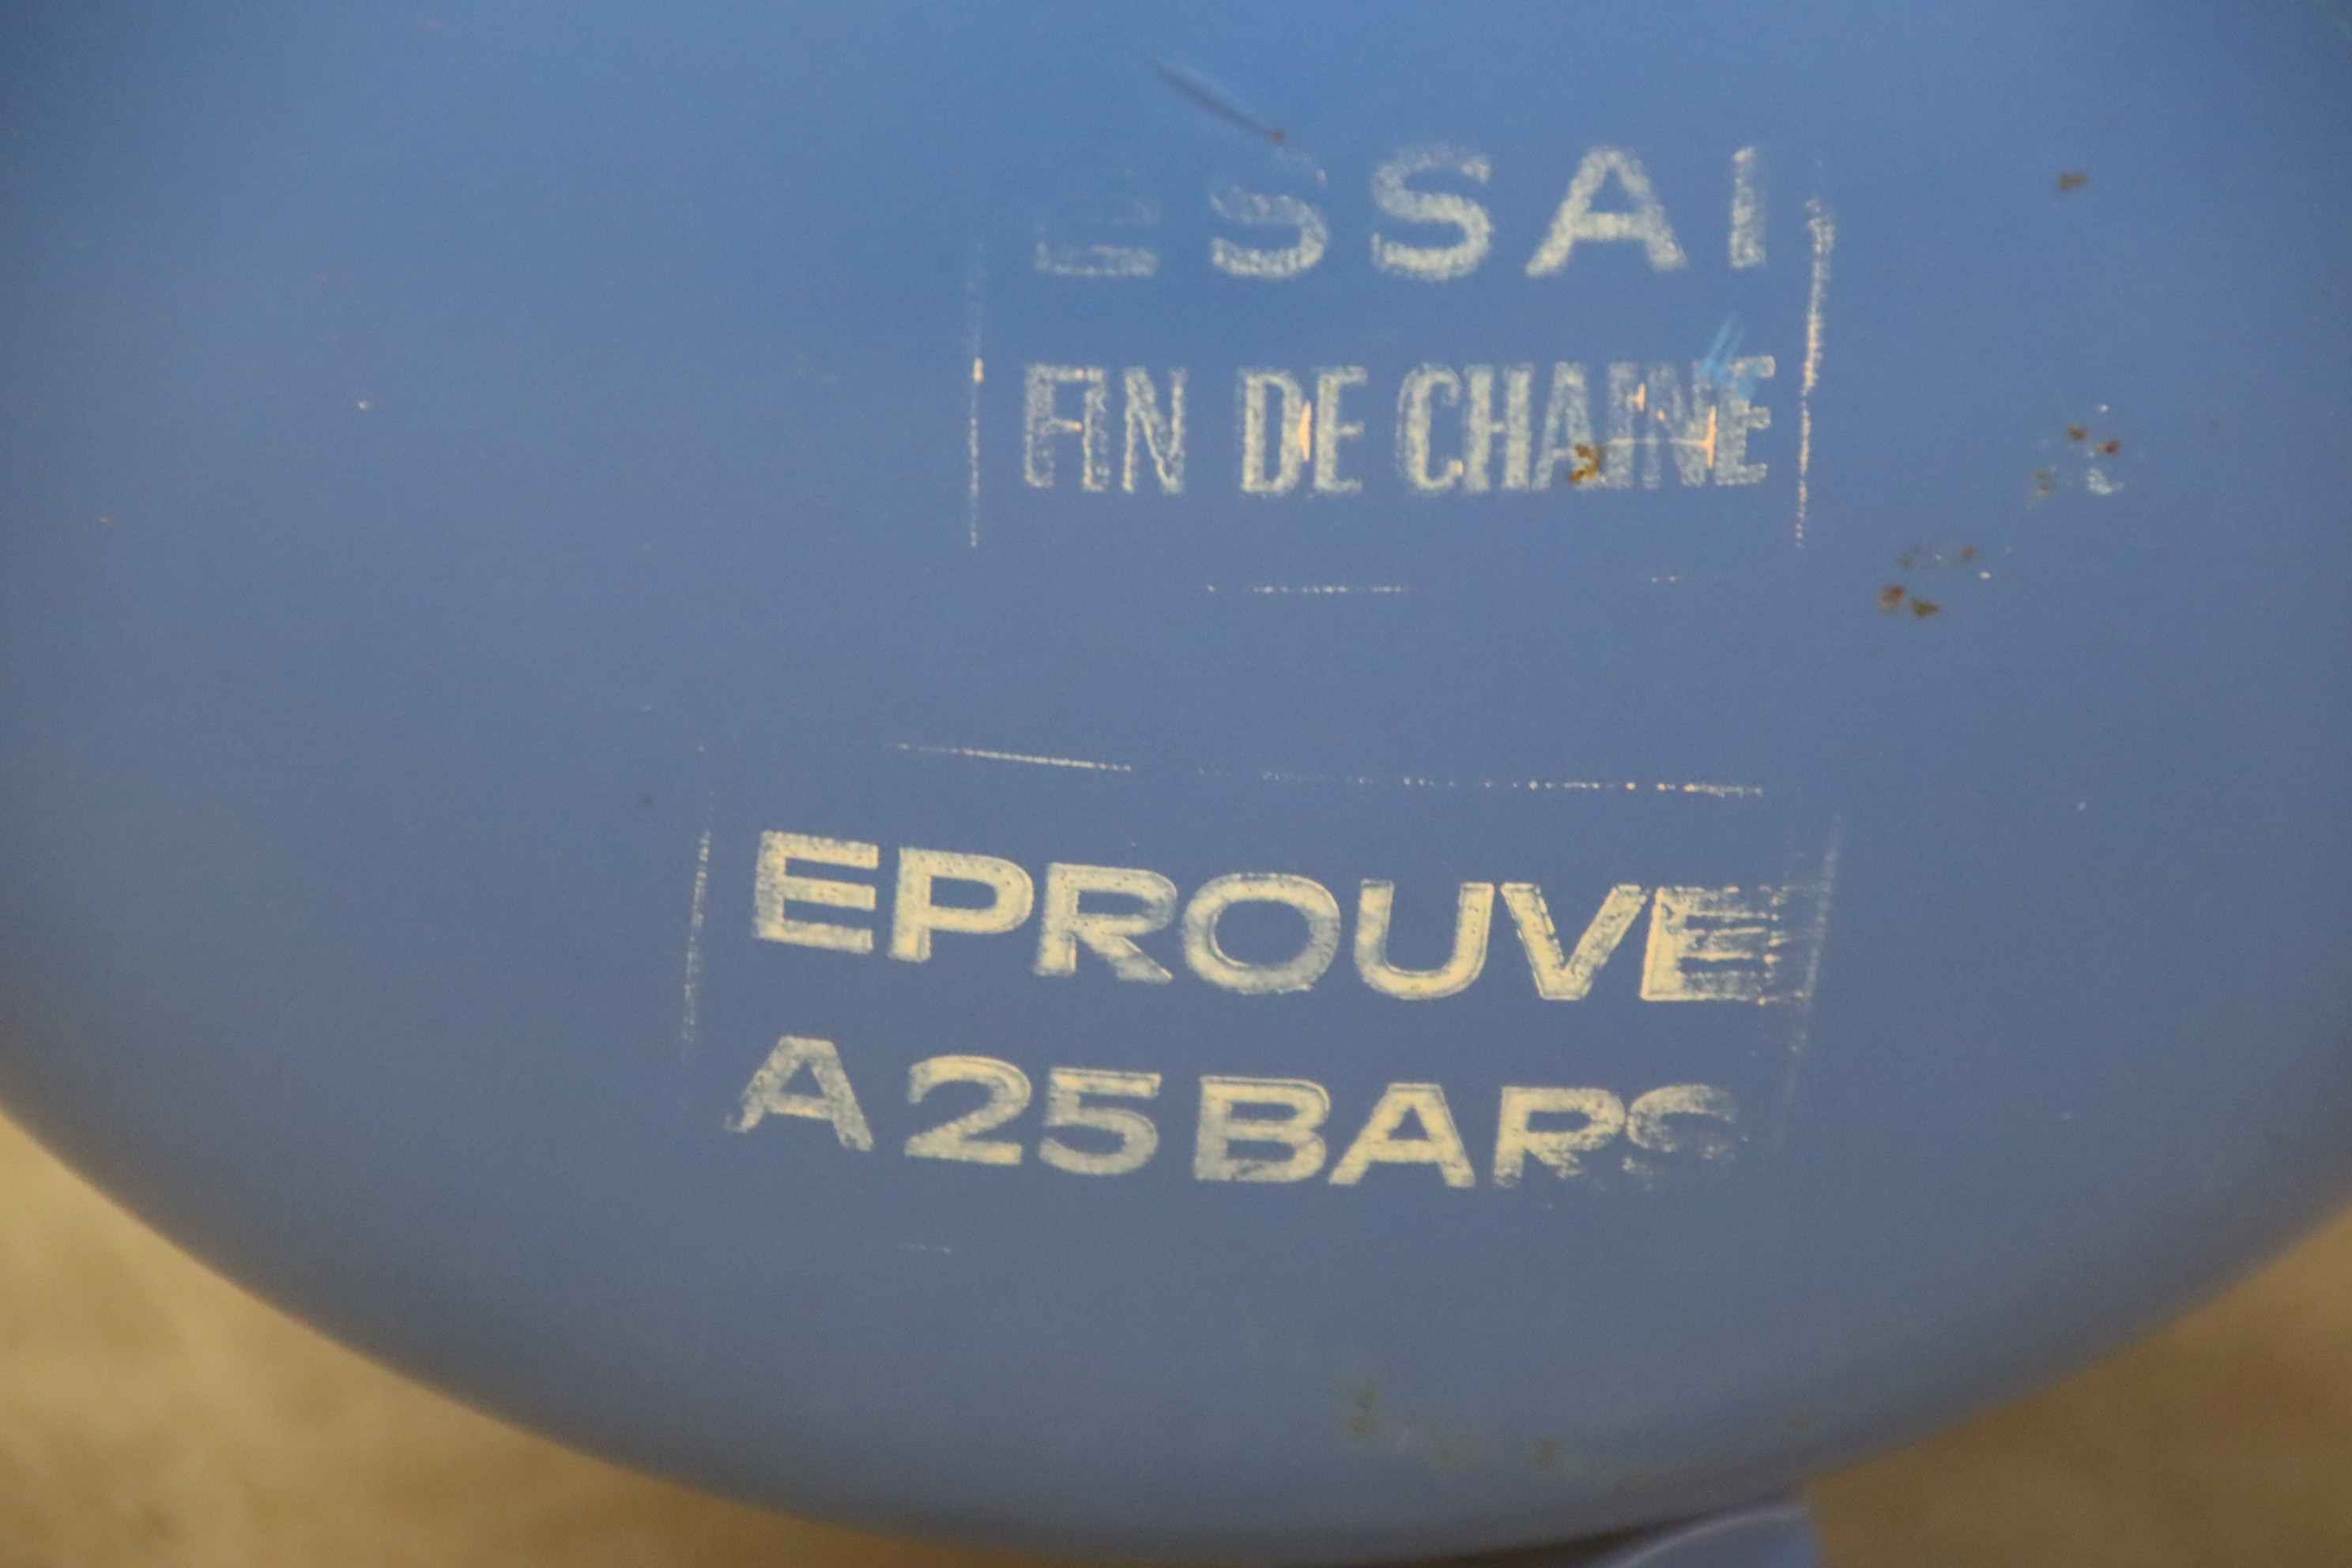 ESSAI
FIN DE CHAINE
EPROUVE
A 25 BARS